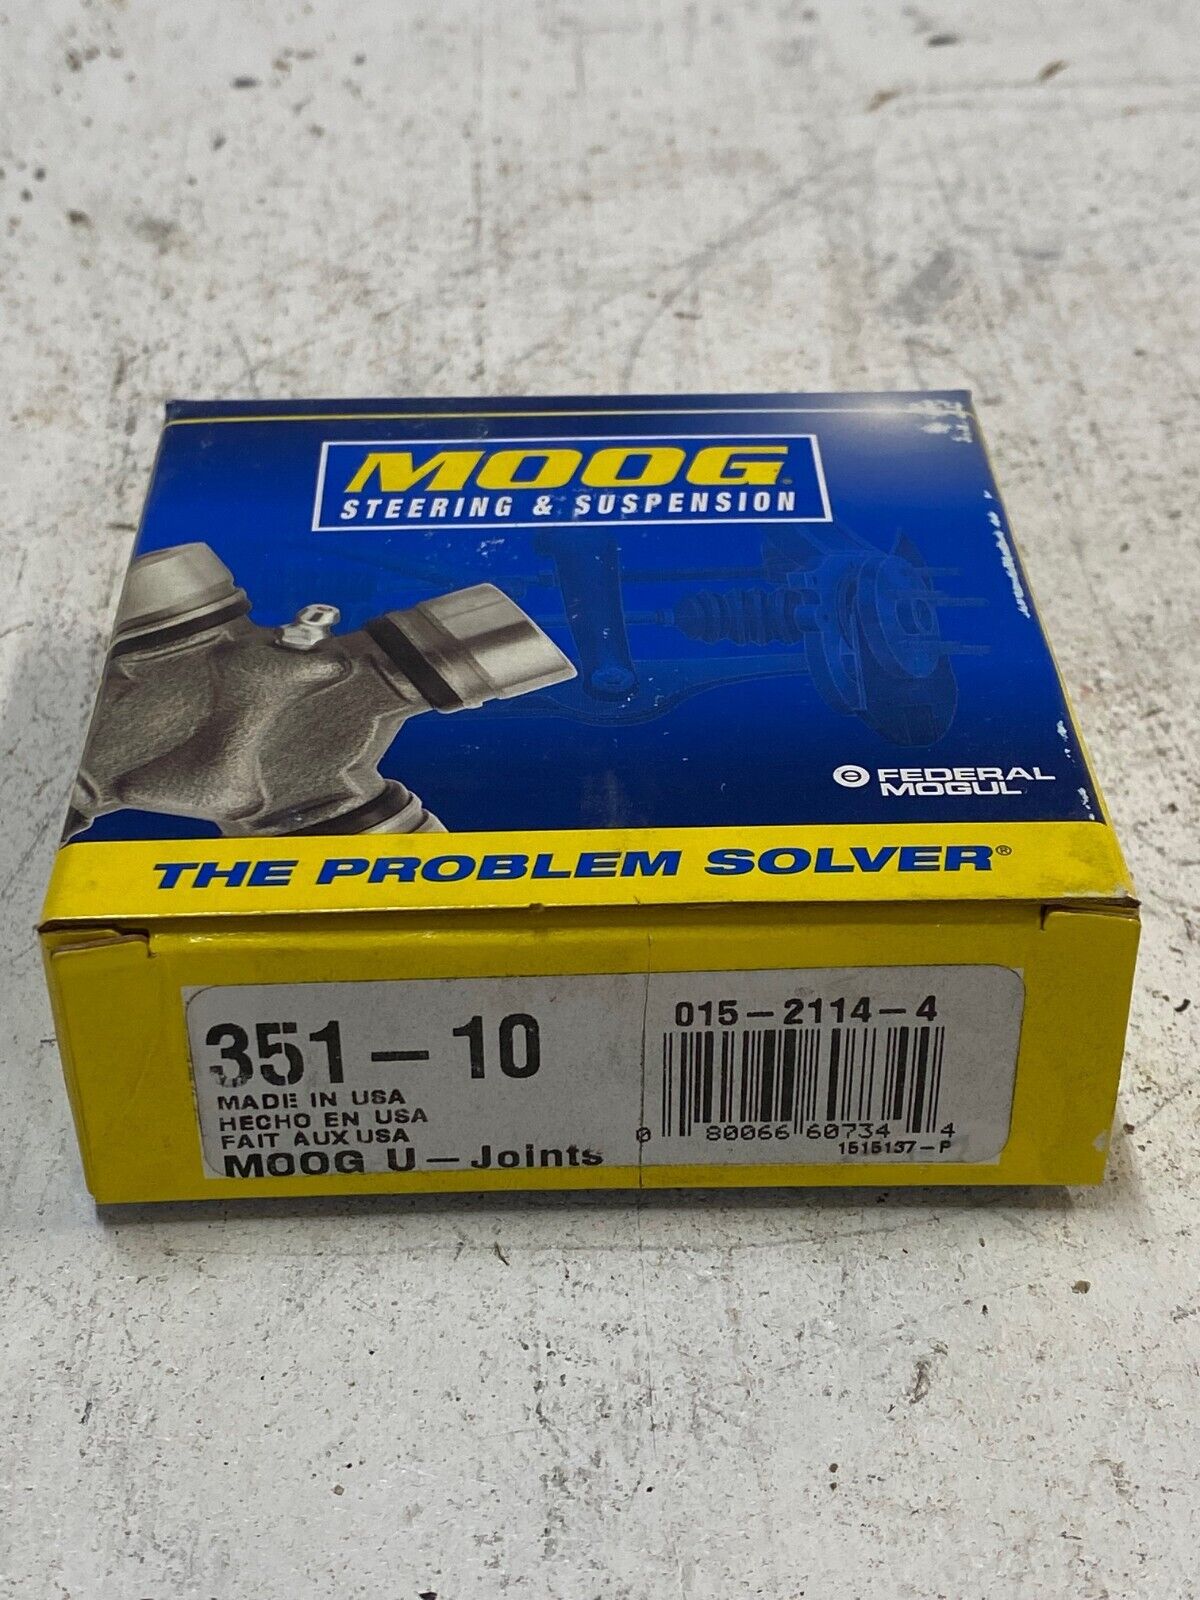 MOOG
STEERING & SUSPENSION
FEDERAL
MOGUL
THE PROBLEM SOLVER®
351-10
MADE IN USA
HECHO EN USA
FAIT AUX USA
MOOG U-Joints
015-2114-4
0 80066 60734 4
1515137-P